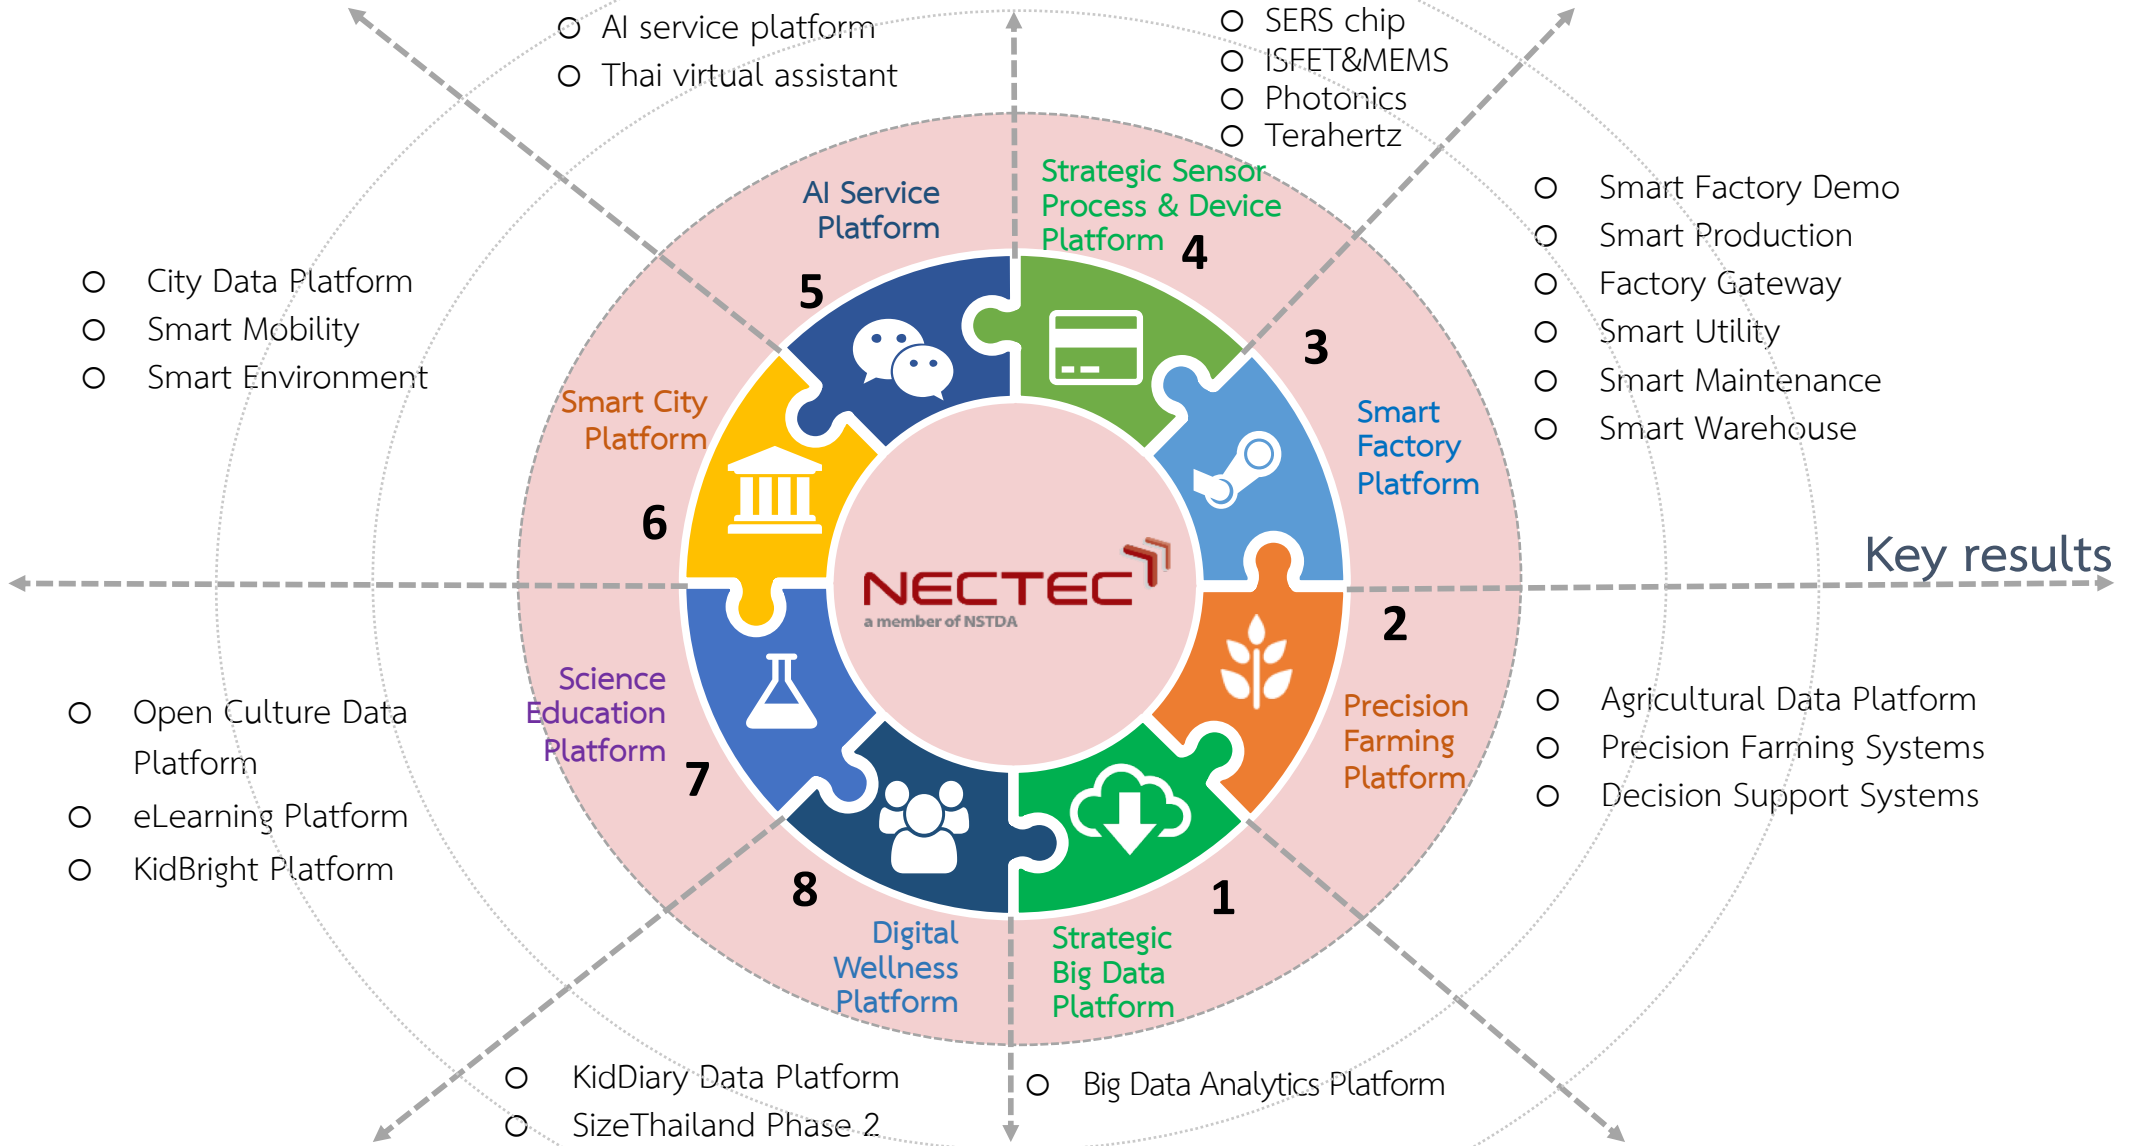 AI service platform
Thai virtual assistant
SERS chip
ISFET&MEMS
Photonics
Terahertz
Strategic Sensor
Process & Device
Platform
4
AI Service
Platform
5
Smart Factory Demo
Smart Production
Factory Gateway
Smart Utility
Smart Maintenance
Smart Warehouse
3
Smart
Factory
Platform
City Data Platform
Smart Mobility
Smart Environment
Smart City
Platform
6
Key results
NECTEC
a member of NSTDA
2
Precision
Farming
Platform
Agricultural Data Platform
Precision Farming Systems
Decision Support Systems
Science
Education
Platform
7
Open Culture Data
Platform
eLearning Platform
KidBright Platform
8
Digital
Wellness
Platform
1
Strategic
Big Data
Platform
KidDiary Data Platform
SizeThailand Phase 2
Big Data Analytics Platform